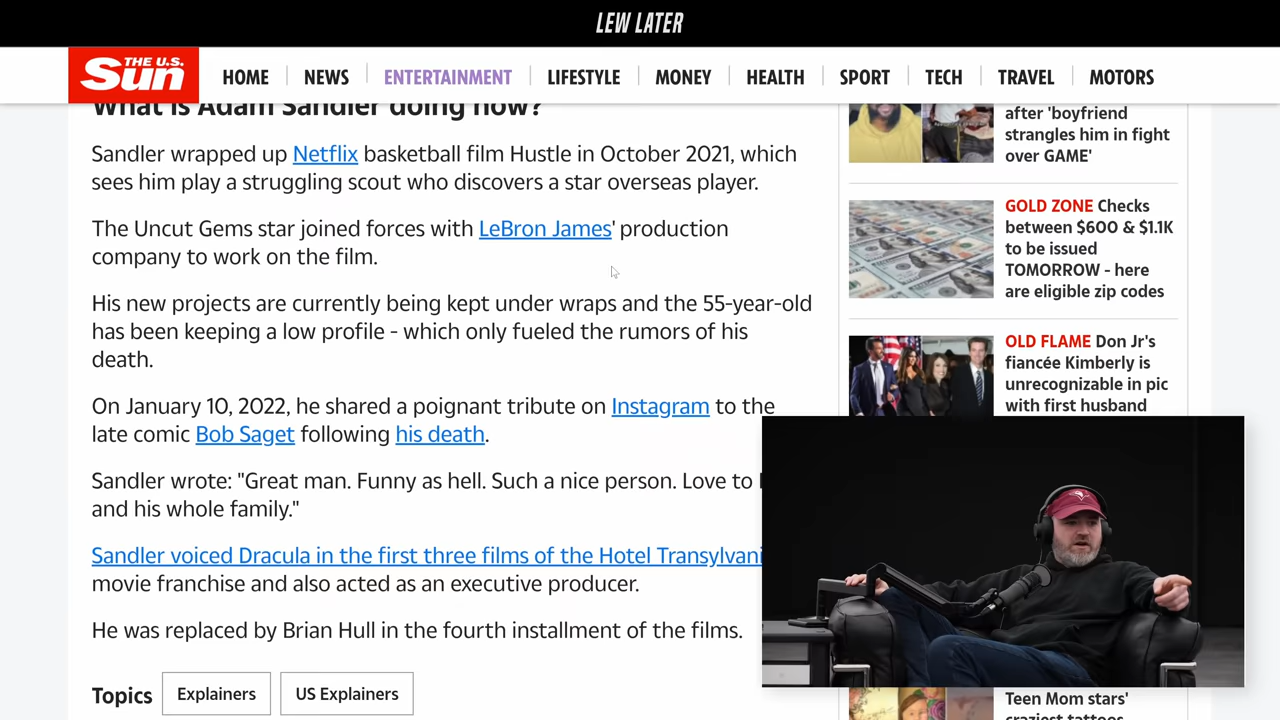 LEW LATER
THE U.S.
Sun
HOME
NEWS
ENTERTAINMENT
LIFESTYLE
MONEY
HEALTH
SPORT
TECH
TRAVEL
MOTORS
What is Adam Sandler doing now?
Sandler wrapped up Netflix basketball film Hustle in October 2021, which
sees him play a struggling scout who discovers a star overseas player.
The Uncut Gems star joined forces with LeBron James' production
company to work on the film.
His new projects are currently being kept under wraps and the 55-year-old
has been keeping a low profile - which only fueled the rumors of his
death.
On January 10, 2022, he shared a poignant tribute on Instagram to the
late comic Bob Saget following his death.
Sandler wrote: "Great man. Funny as hell. Such a nice person. Love to
and his whole family."
Sandler voiced Dracula in the first three films of the Hotel Transylvani
movie franchise and also acted as an executive producer.
He was replaced by Brian Hull in the fourth installment of the films.
Topics
Explainers
US Explainers
after 'boyfriend
strangles him in fight
over GAME'
GOLD ZONE Checks
between $600 & $1.1K
to be issued
TOMORROW - here
are eligible zip codes
OLD FLAME Don Jr's
fiancée Kimberly is
unrecognizable in pic
with first husband
Teen Mom stars'
craziest tattoos